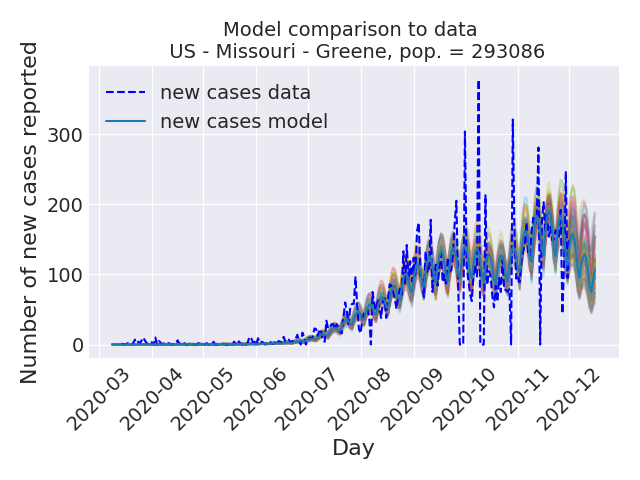 Model comparison to data
US - Missouri - Greene, pop. = 293086
Number of new cases reported
new cases data
new cases model
300
200
100
0
2020-03
2020-04
2020-05
2020-06
2020-07
2020-08
2020-09
2020-10
2020-11
2020-12
Day